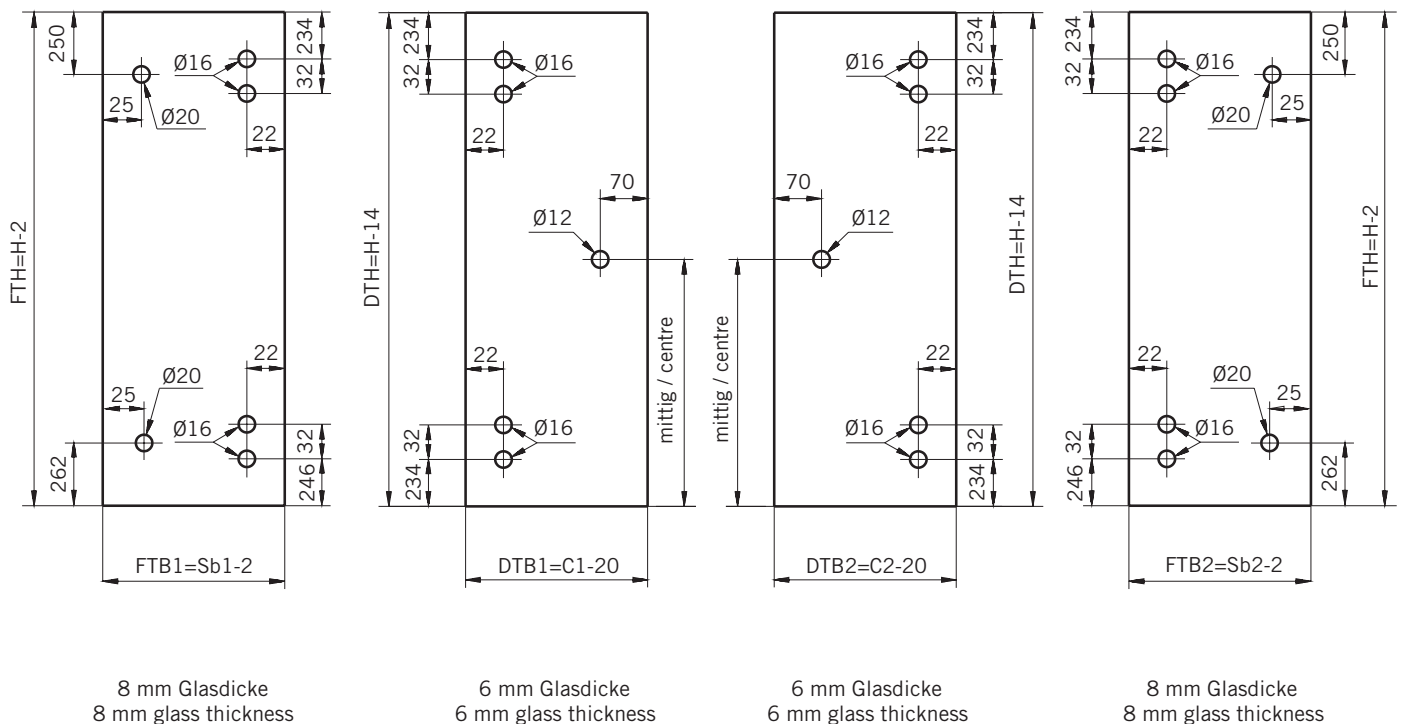 FTH=H-2
250
25
Ø20
Ø16
234
32
22
25
Ø20
262
Ø16
22
32
246
FTB1=Sb1-2
8 mm Glasdicke
8 mm glass thickness
DTH=H-14
234
32
Ø16
22
70
Ø12
mittig / centre
22
Ø16
32
234
DTB1=C1-20
6 mm Glasdicke
6 mm glass thickness
Ø16
234
32
22
70
Ø12
mittig / centre
DTH=H-14
22
Ø16
32
234
DTB2=C2-20
6 mm Glasdicke
6 mm glass thickness
234
32
Ø16
22
250
25
Ø20
FTH=H-2
22
Ø20
25
32
Ø16
246
262
FTB2=Sb2-2
8 mm Glasdicke
8 mm glass thickness